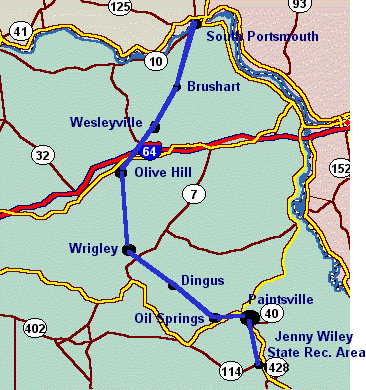 125
93
41
South Portsmouth
10
Brushart
Wesleyville
64
32
152
Olive Hill
7
Wrigley
Dingus
Paintsville
Oil Springs
40
402
Jenny Wiley
State Rec. Area
114
428